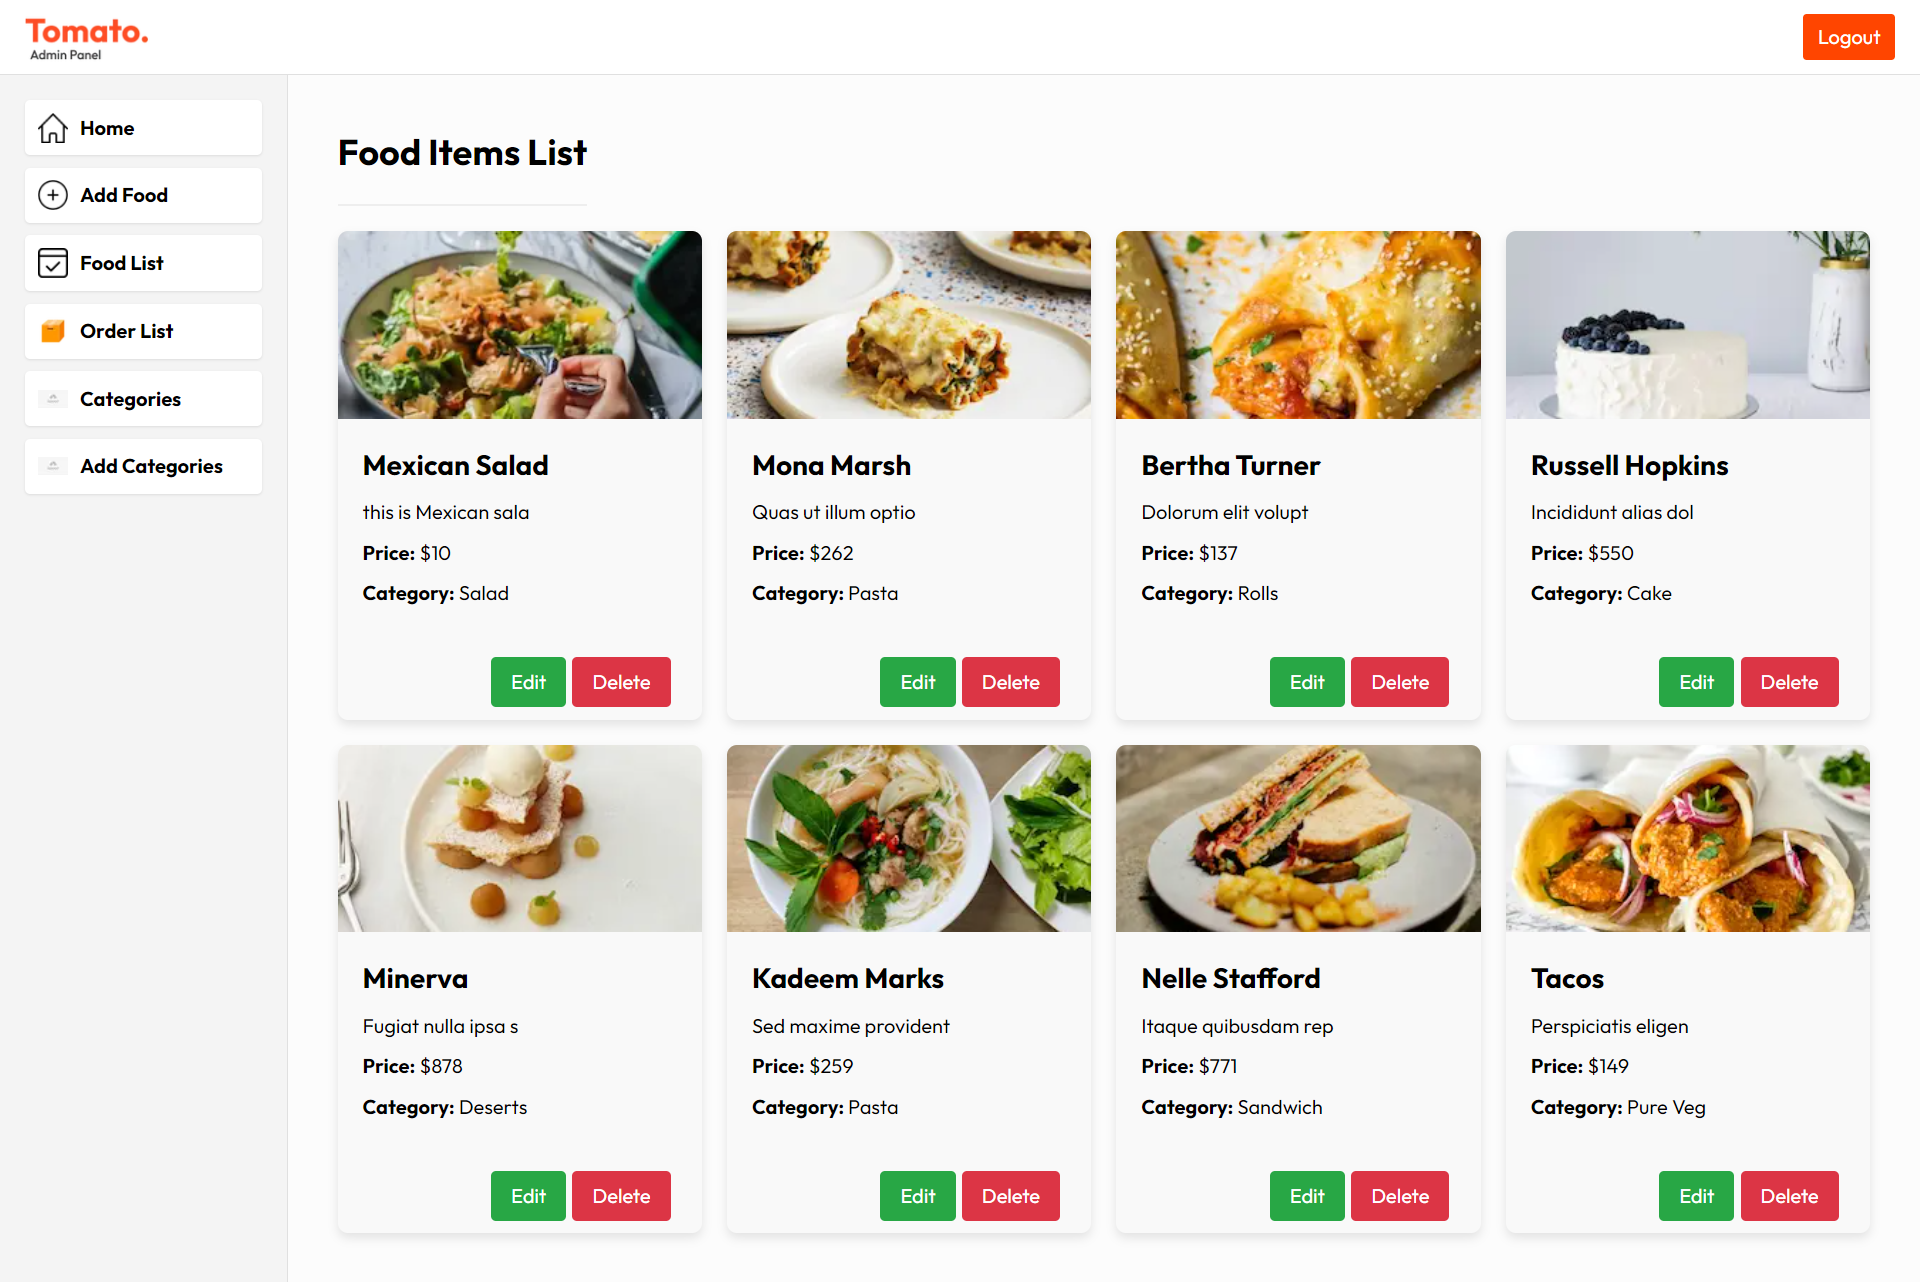 Tomato.
Admin Panel
Logout
Home
Add Food
Food List
Order List
Categories
Add Categories
Food Items List
Mexican Salad
this is Mexican sala
Price: $10
Category: Salad
Edit Delete
Mona Marsh
Quas ut illum optio
Price: $262
Category: Pasta
Edit Delete
Bertha Turner
Dolorum elit volupt
Price: $137
Category: Rolls
Edit Delete
Russell Hopkins
Incididunt alias dol
Price: $550
Category: Cake
Edit Delete
Minerva
Fugiat nulla ipsa s
Price: $878
Category: Deserts
Edit Delete
Kadeem Marks
Sed maxime provident
Price: $259
Category: Pasta
Edit Delete
Nelle Stafford
Itaque quibusdam rep
Price: $771
Category: Sandwich
Edit Delete
Tacos
Perspiciatis eligen
Price: $149
Category: Pure Veg
Edit Delete